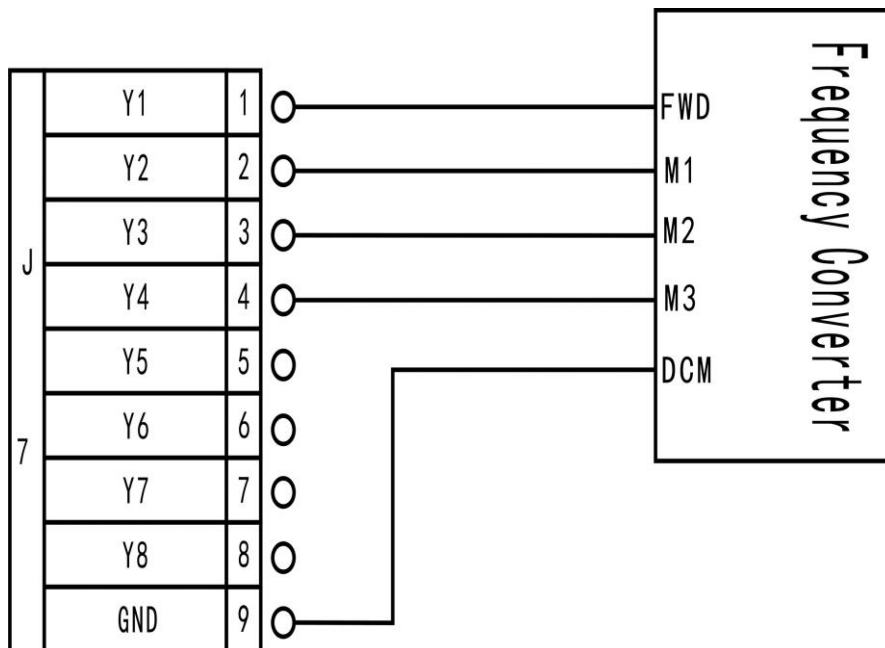 J7
Y1 1
Y2 2
Y3 3
Y4 4
Y5 5
Y6 6
Y7 7
Y8 8
GND 9
FWD
M1
M2
M3
DCM
Frequency Converter